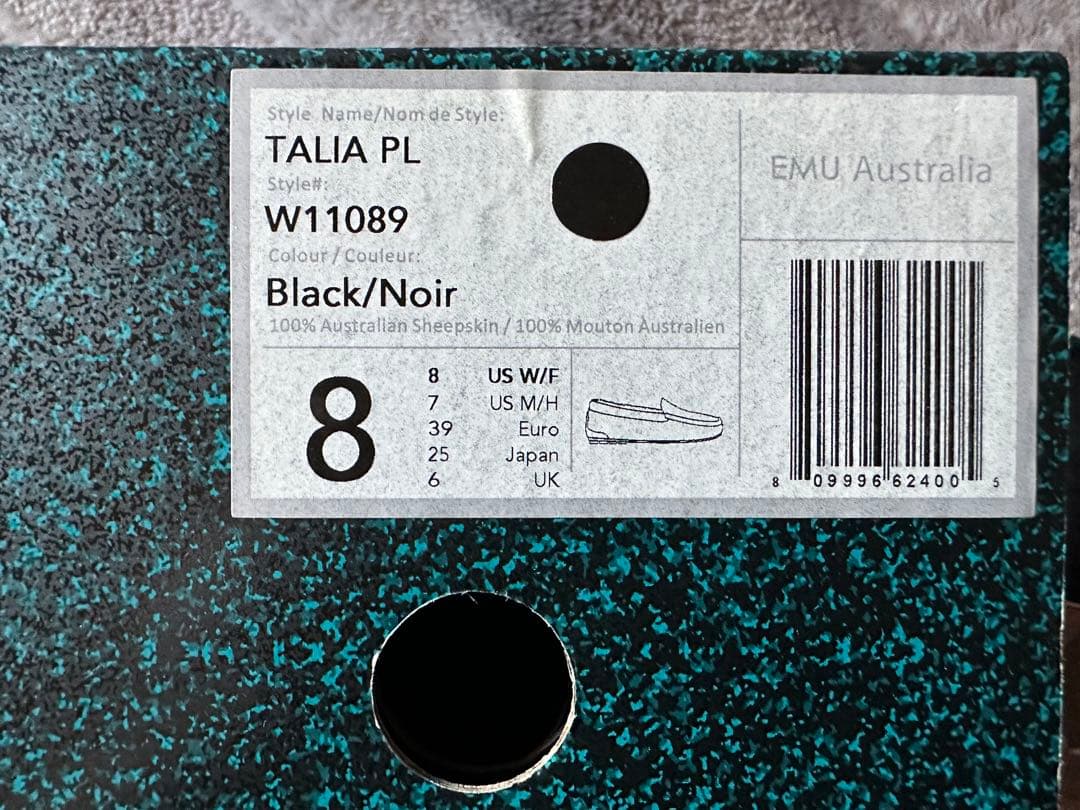 Style Name/Nom de Style:
TALIA PL
Style#:
W11089
Colour / Couleur:
Black/Noir
100% Australian Sheepskin / 100% Mouton Australien
8
8 US W/F
7 US M/H
39 Euro
25 Japan
6 UK
EMU Australia
8 09996 62400 5